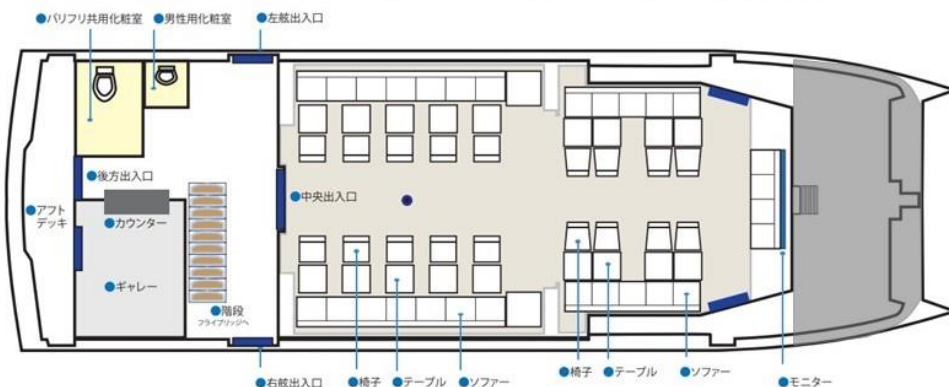 バリフリ共用化粧室
男性用化粧室
左舷出入口
後方出入口
中央出入口
アフト
デッキ
カウンター
ギャレー
階段
フライブリッジへ
右舷出入口
椅子
テーブル
ソファー
椅子
テーブル
ソファー
モニター